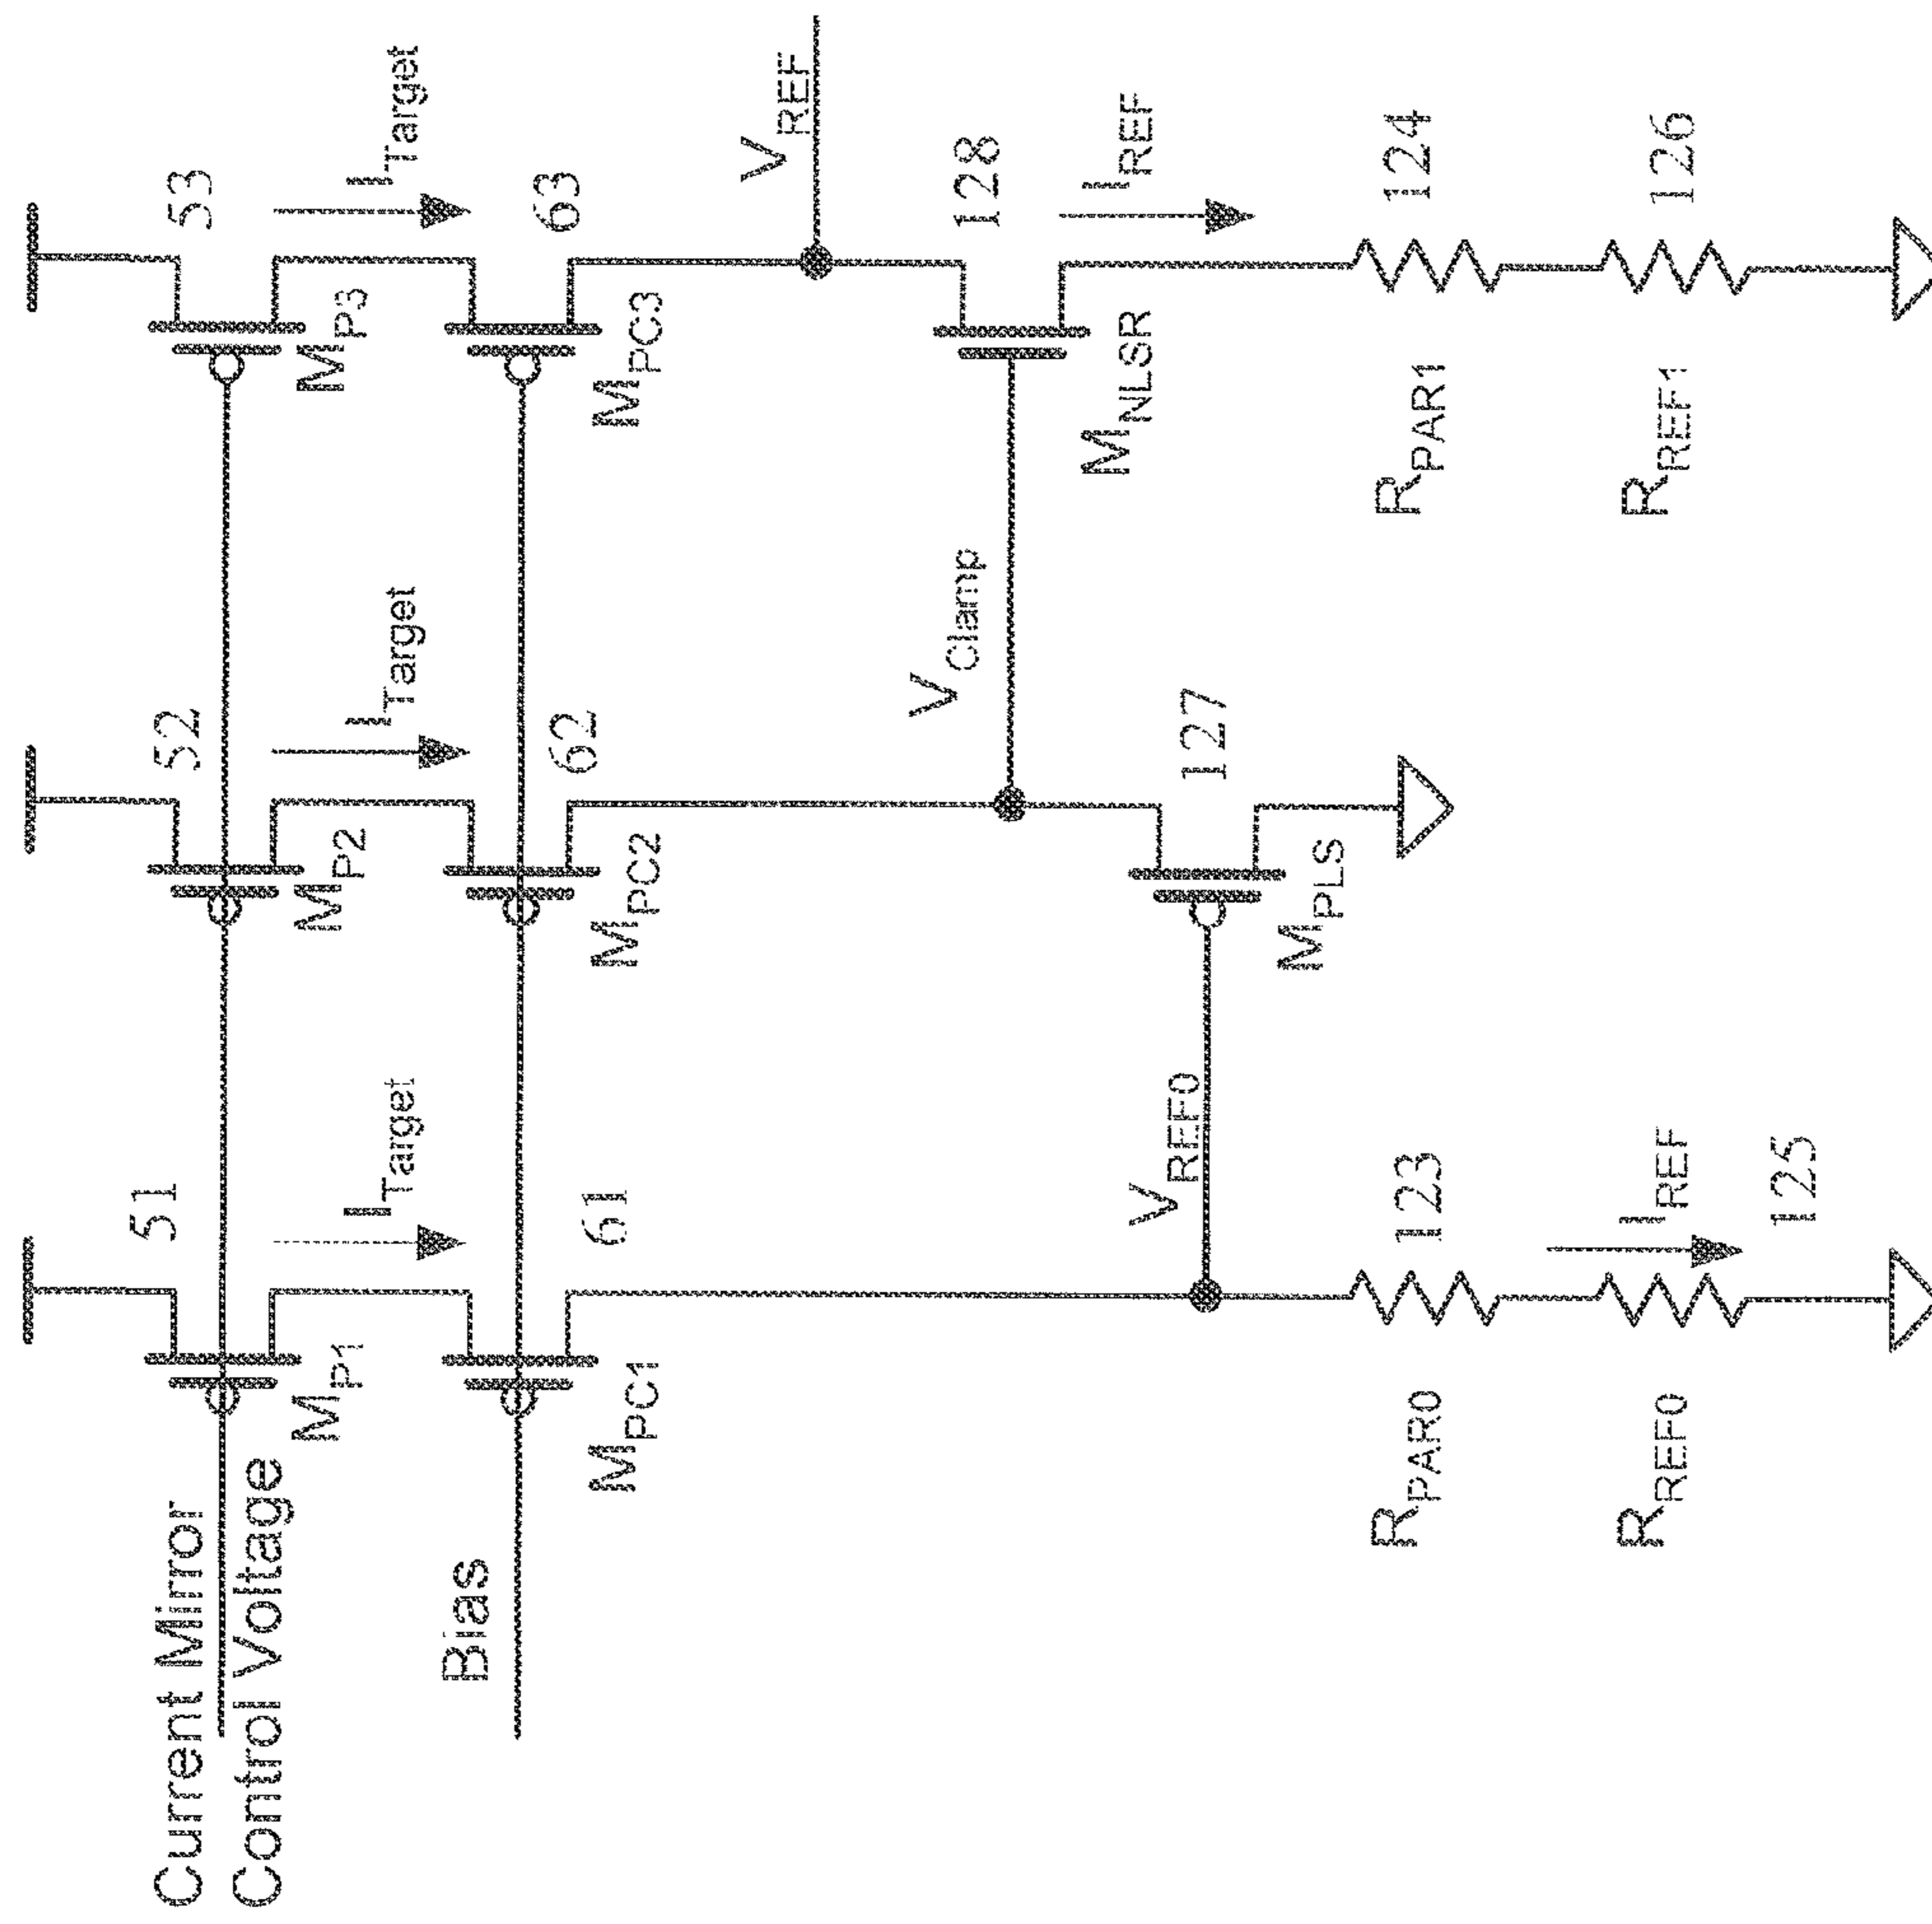 Current Mirror
Control Voltage
Bias
51
M_P1
I_Target
61
M_PC1
52
M_P2
I_Target
62
M_PC2
53
M_P3
I_Target
63
M_PC3
V_REF
V_Clamp
128
M_NLSR
I_REF
127
M_PLS
V_REF0
123
R_PAR0
I_REF
125
R_REF0
124
R_PAR1
126
R_REF1